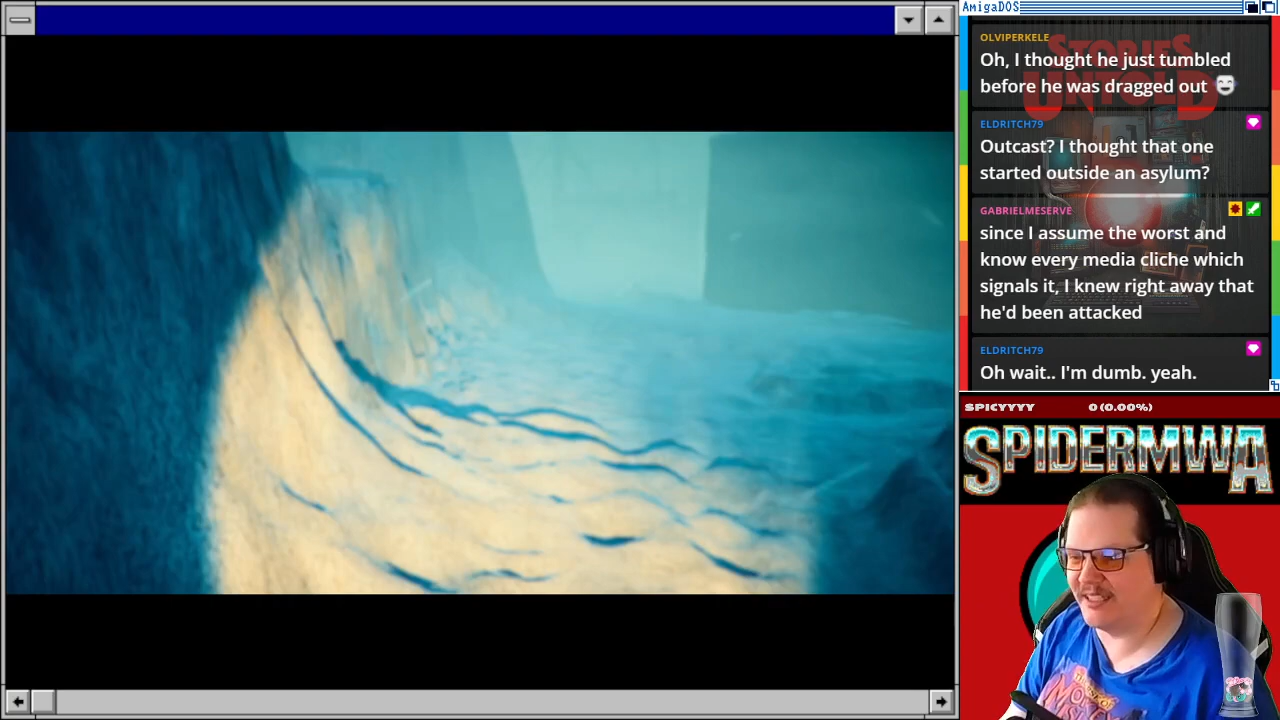 AmigaDOS
STORIES
UNTOLD
OLVIPERKELE
Oh, I thought he just tumbled
before he was dragged out
ELDRITCH79
Outcast? I thought that one
started outside an asylum?
GABRIELMESERVE
since I assume the worst and
know every media cliche which
signals it, I knew right away that
he'd been attacked
ELDRITCH79
Oh wait.. I'm dumb. yeah.
SPICYYYY 0 (0.00%)
SPIDERMWA